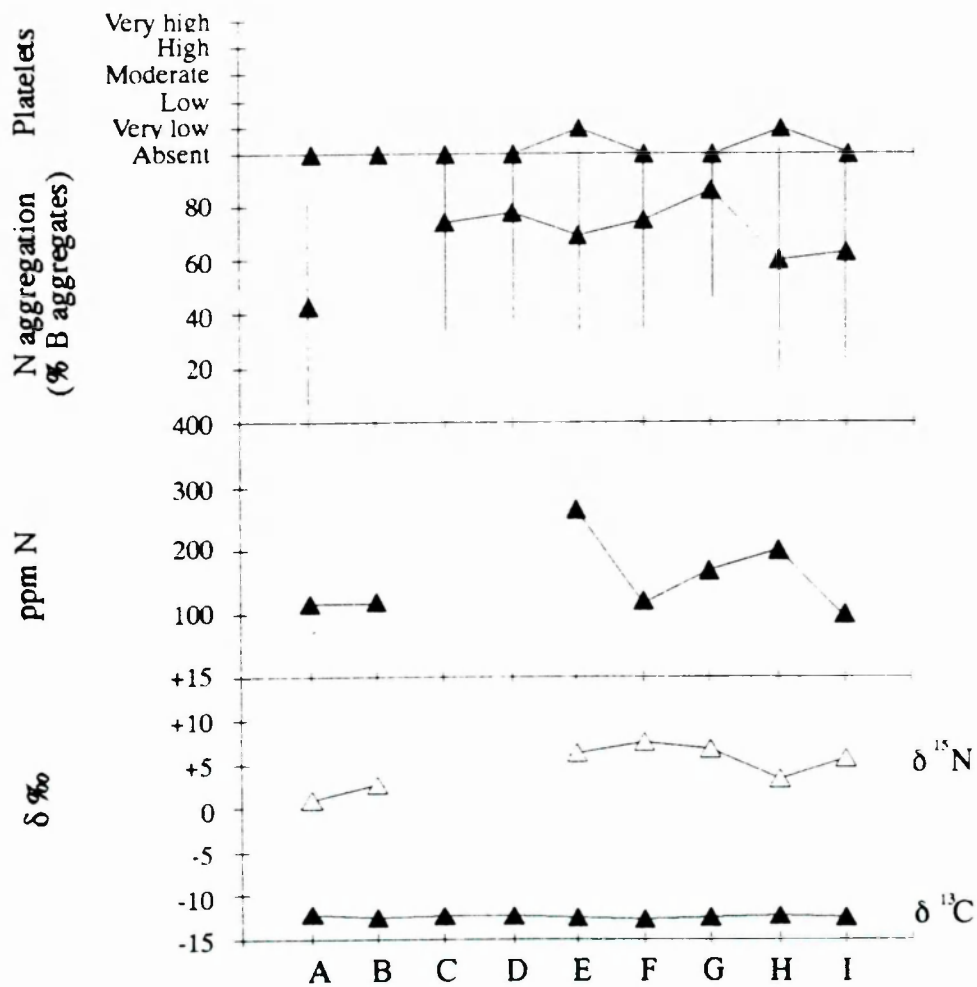 Platelets
Very high
High
Moderate
Low
Very low
Absent
N aggregation
(% B aggregates)
80
60
40
20
400
ppm N
300
200
100
+15
δ ‰
+10
+5
0
-5
-10
-15
δ ¹⁵N
δ ¹³C
A B C D E F G H I